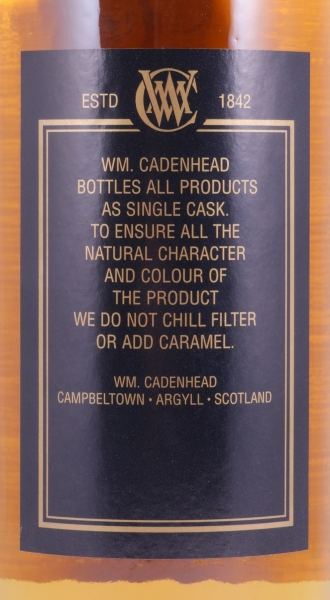 ESTD WMC 1842
WM. CADENHEAD
BOTTLES ALL PRODUCTS
AS SINGLE CASK.
TO ENSURE ALL THE
NATURAL CHARACTER
AND COLOUR OF
THE PRODUCT
WE DO NOT CHILL FILTER
OR ADD CARAMEL.
WM. CADENHEAD
CAMPBELTOWN · ARGYLL · SCOTLAND